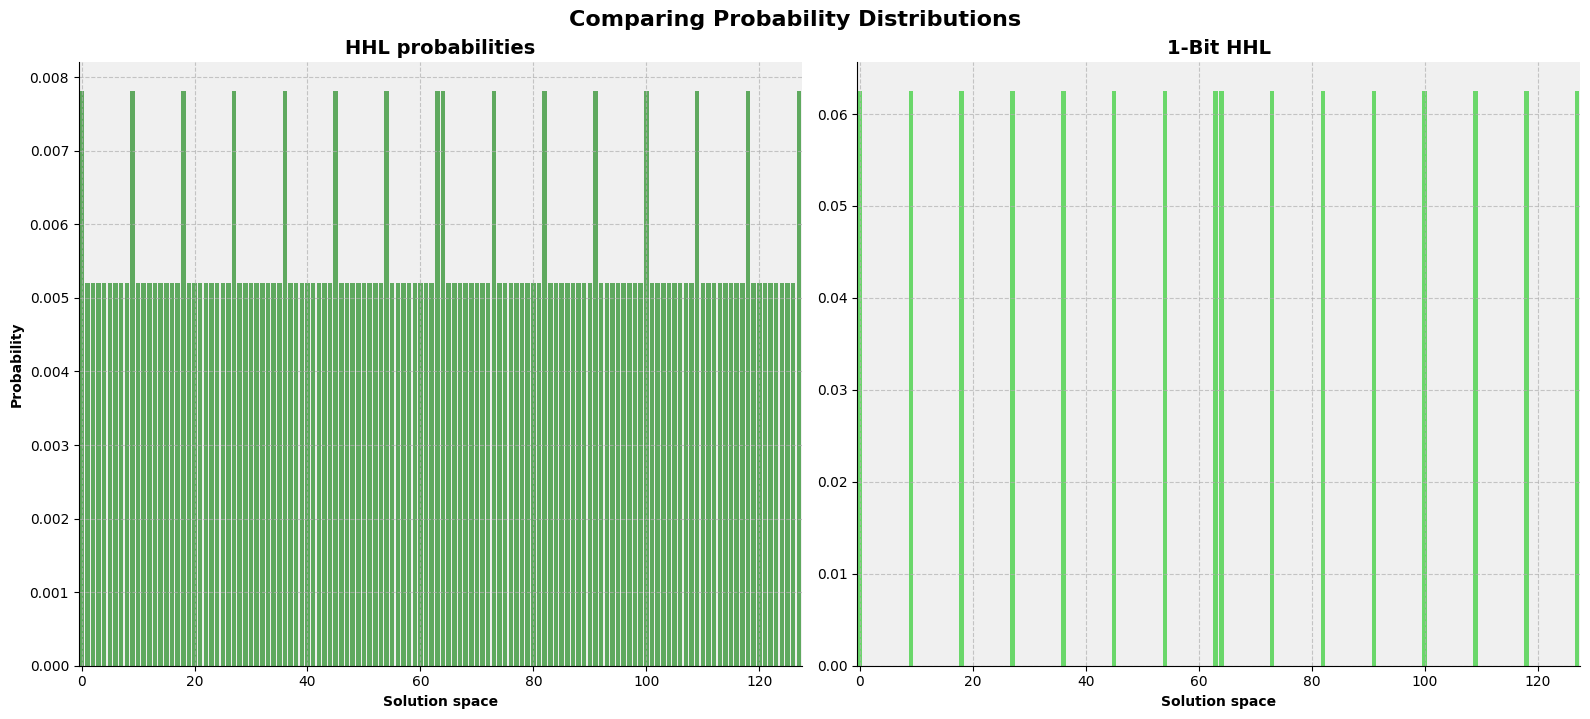 Comparing Probability Distributions
HHL probabilities
0.008
0.007
0.006
0.005
0.004
0.003
0.002
0.001
0.000
Probability
0 20 40 60 80 100 120
Solution space
1-Bit HHL
0.06
0.05
0.04
0.03
0.02
0.01
0.00
0 20 40 60 80 100 120
Solution space